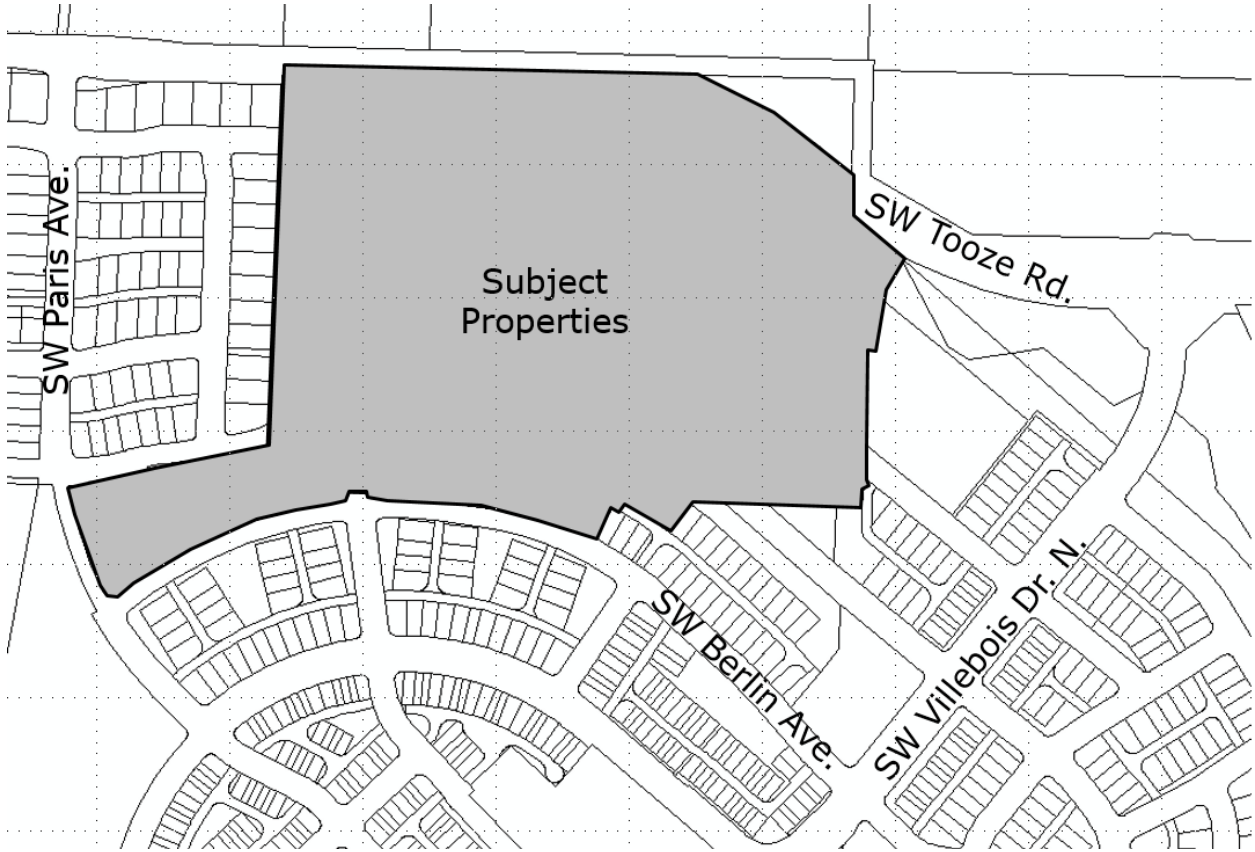 SW Paris Ave.
SW Tooze Rd.
Subject
Properties
SW Berlin Ave.
SW Villebois Dr. N.